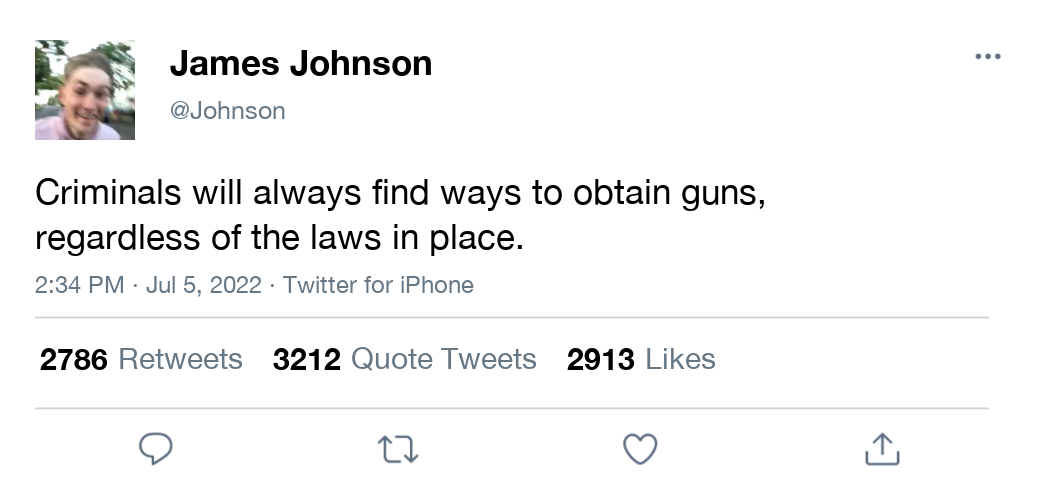 James Johnson
@Johnson
Criminals will always find ways to obtain guns,
regardless of the laws in place.
2:34 PM · Jul 5, 2022 · Twitter for iPhone
2786 Retweets 3212 Quote Tweets 2913 Likes